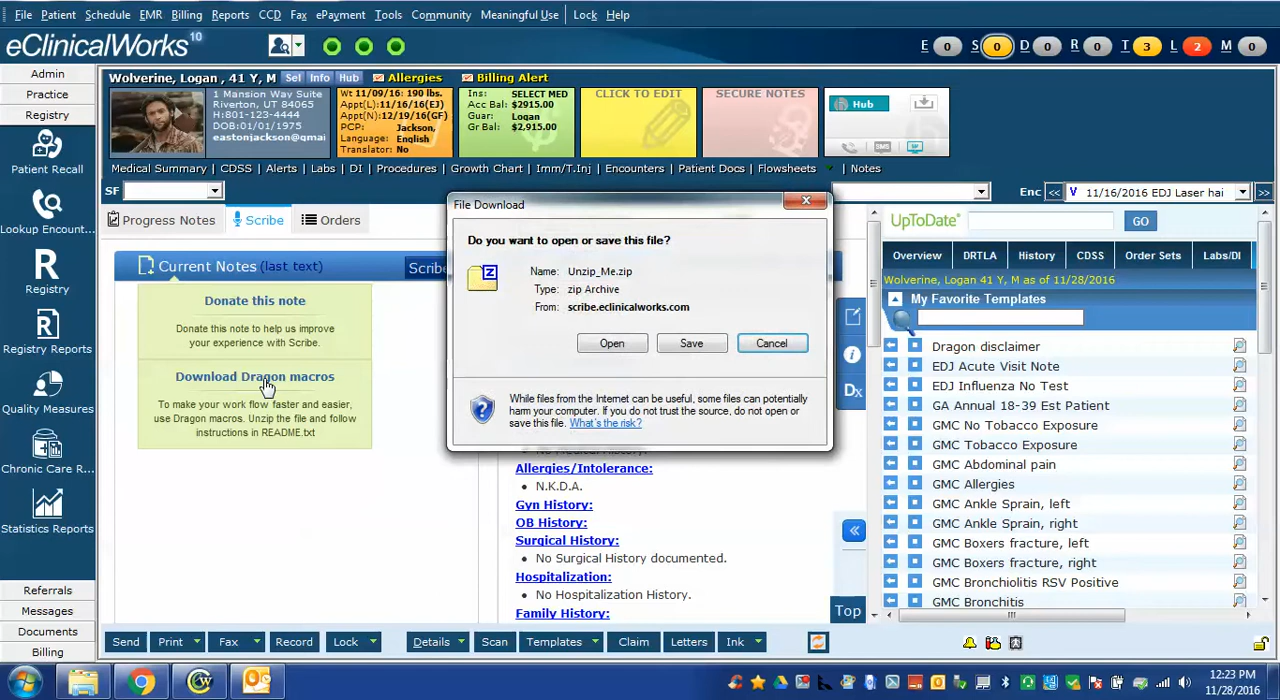 File Patient Schedule EMR Billing Reports CCD Fax ePayment Tools Community Meaningful Use Lock Help
eClinicalWorks 10
E 0 S 0 D 0 R 0 T 3 L 2 M 0
Admin
Practice
Registry
Patient Recall
Lookup Encount...
Registry
Registry Reports
Quality Measures
Chronic Care R...
Statistics Reports
Referrals
Messages
Documents
Billing
Wolverine, Logan , 41 Y, M Sel Info Hub Allergies Billing Alert
1 Mansion Way Suite
Riverton, UT 84065
H:801-123-4444
DOB:01/01/1975
eastonjackson@gmai
Wt 11/09/16: 190 lbs.
Appt(L):11/16/16(EJ)
Appt(N):12/19/16(GF)
PCP: Jackson,
Language: English
Translator: No
Ins: SELECT MED
Acc Bal: $2915.00
Guar: Logan
Gr Bal: $2,915.00
CLICK TO EDIT
SECURE NOTES
Hub
Medical Summary CDSS Alerts Labs DI Procedures Growth Chart Imm/T.Inj Encounters Patient Docs Flowsheets Notes
SF
Enc << V 11/16/2016 EDJ Laser hai >>
Progress Notes Scribe Orders
Current Notes (last text)
Scribe
Donate this note
Donate this note to help us improve
your experience with Scribe.
Download Dragon macros
To make your work flow faster and easier,
use Dragon macros. Unzip the file and follow
instructions in README.txt
File Download
Do you want to open or save this file?
Name: Unzip_Me.zip
Type: zip Archive
From: scribe.eclinicalworks.com
Open Save Cancel
While files from the Internet can be useful, some files can potentially
harm your computer. If you do not trust the source, do not open or
save this file. What's the risk?
Allergies/Intolerance:
N.K.D.A.
Gyn History:
OB History:
Surgical History:
No Surgical History documented.
Hospitalization:
No Hospitalization History.
Family History:
Dx
Top
UpToDate GO
Overview DRTLA History CDSS Order Sets Labs/DI
Wolverine, Logan 41 Y, M as of 11/28/2016
My Favorite Templates
Dragon disclaimer
EDJ Acute Visit Note
EDJ Influenza No Test
GA Annual 18-39 Est Patient
GMC No Tobacco Exposure
GMC Tobacco Exposure
GMC Abdominal pain
GMC Allergies
GMC Ankle Sprain, left
GMC Ankle Sprain, right
GMC Boxers fracture, left
GMC Boxers fracture, right
GMC Bronchiolitis RSV Positive
GMC Bronchitis
Send Print Fax Record Lock Details Scan Templates Claim Letters Ink
12:23 PM
11/28/2016